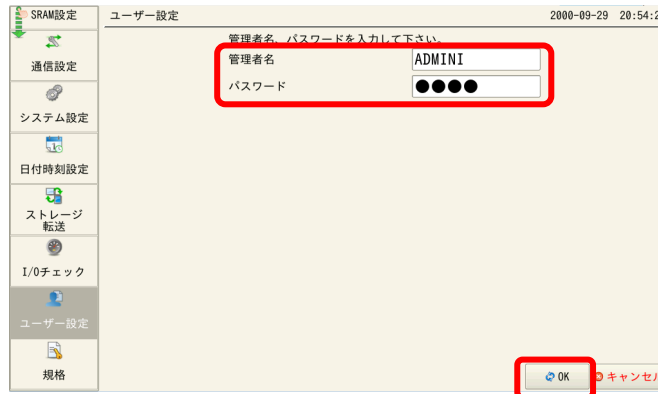 SRAM設定
ユーザー設定
2000-09-29 20:54:2
管理者名、パスワードを入力して下さい。
管理者名
ADMINI
パスワード
●●●●
通信設定
システム設定
日付時刻設定
ストレージ
転送
I/Oチェック
ユーザー設定
規格
OK
キャンセル